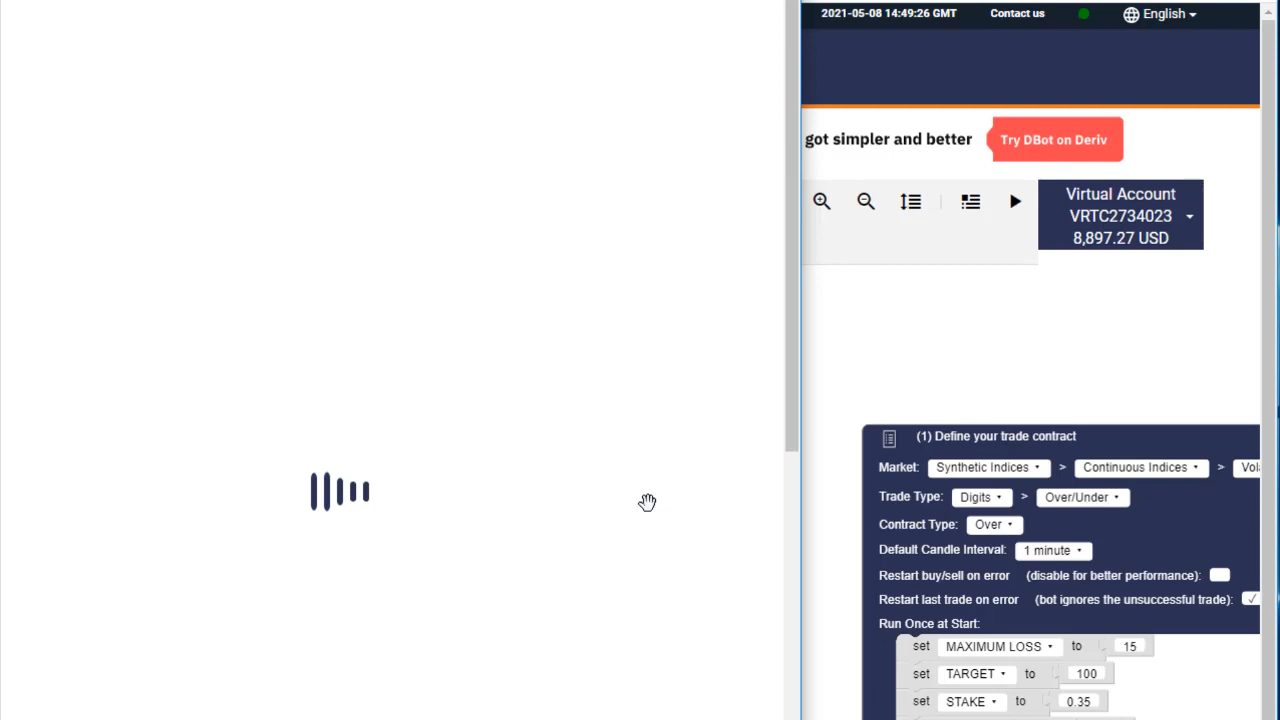 2021-05-08 14:49:26 GMT Contact us English
got simpler and better Try DBot on Deriv
Virtual Account
VRTC2734023
8,897.27 USD
(1) Define your trade contract
Market: Synthetic Indices > Continuous Indices >
Trade Type: Digits > Over/Under
Contract Type: Over
Default Candle Interval: 1 minute
Restart buy/sell on error (disable for better performance):
Restart last trade on error (bot ignores the unsuccessful trade):
Run Once at Start:
set MAXIMUM LOSS to 15
set TARGET to 100
set STAKE to 0.35